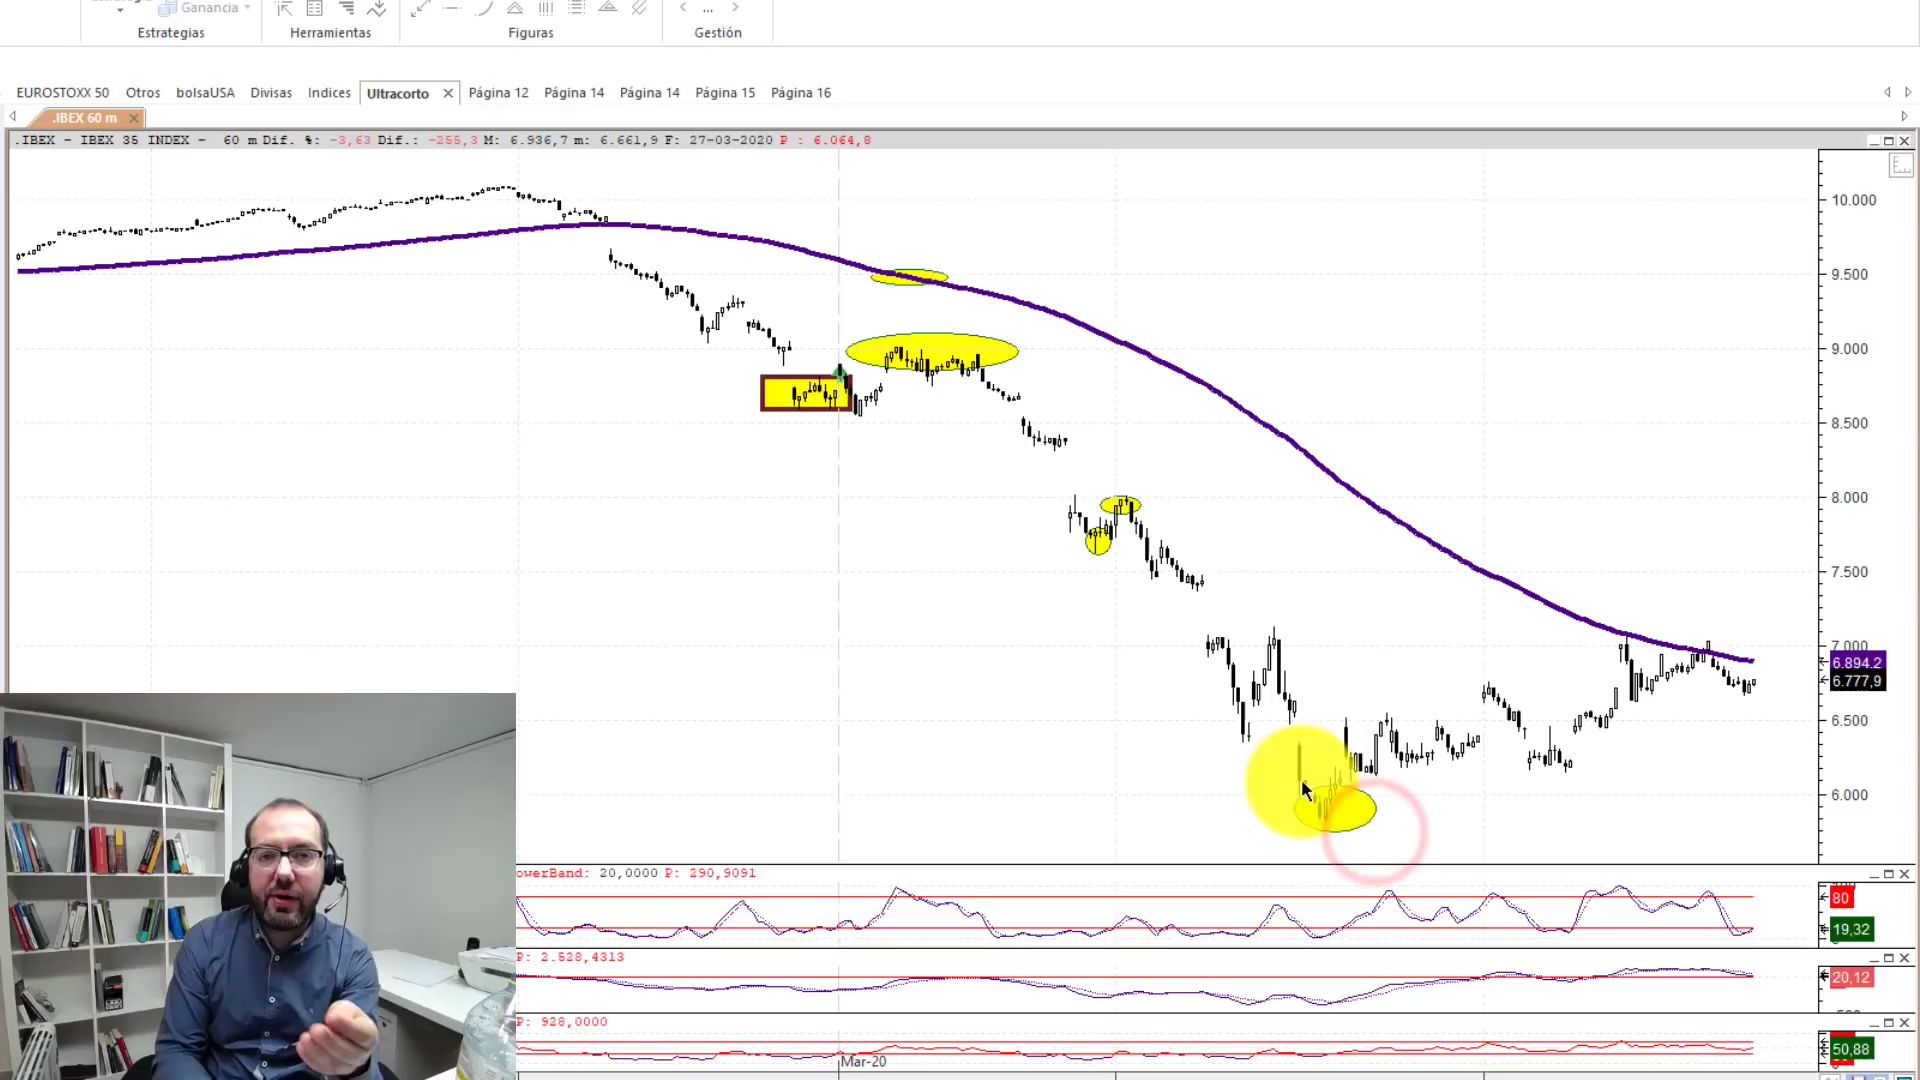 Ganancia
Estrategias
Herramientas
Figuras
Gestión
...
EUROSTOXX 50 Otros bolsaUSA Divisas Indices Ultracorto Página 12 Página 14 Página 14 Página 15 Página 16
.IBEX 60 m
.IBEX - IBEX 35 INDEX - 60 m Dif. %: -3,63 Dif.: -255,3 M: 6.936,7 m: 6.661,9 F: 27-03-2020 P : 6.064,8
10.000
9.500
9.000
8.500
8.000
7.500
7.000
6.894,2
6.777,9
6.500
6.000
owerBand: 20,0000 P: 290,9091
80
19,32
P: 2.528,4313
20,12
P: 928,0000
50,88
Mar-20